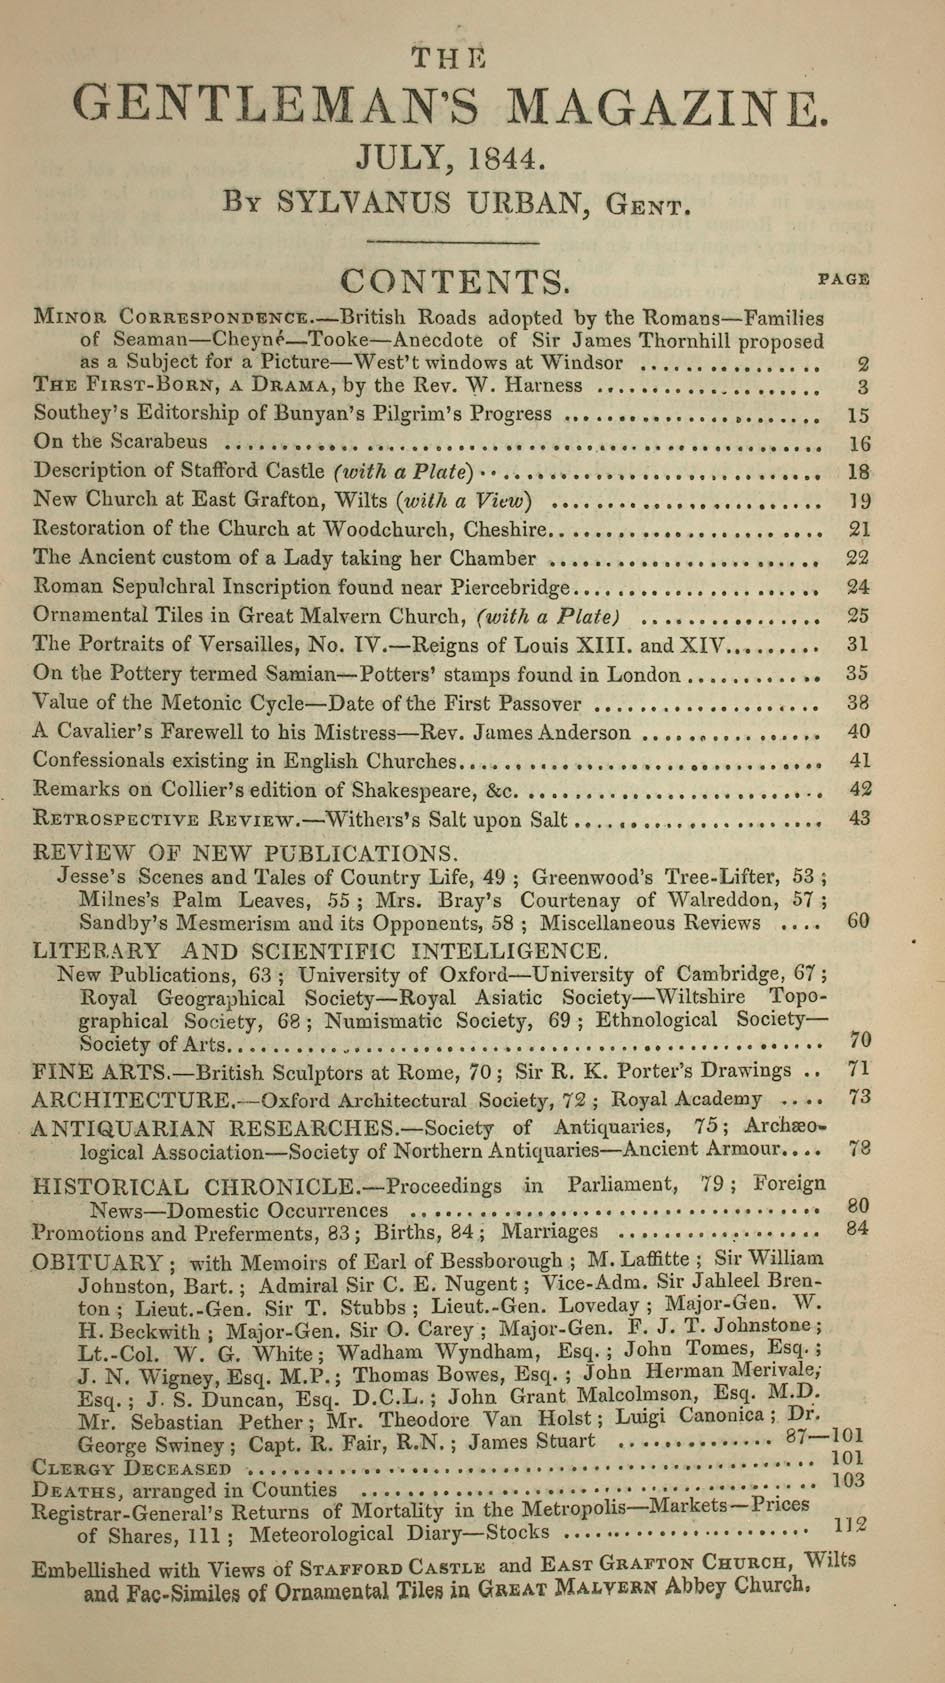 THE
GENTLEMAN'S MAGAZINE.
JULY, 1844.
BY SYLVANUS URBAN, GENT.
CONTENTS.
PAGE
MINOR CORRESPONDENCE.—British Roads adopted by the Romans—Families
of Seaman—Cheyné—Tooke—Anecdote of Sir James Thornhill proposed
as a Subject for a Picture—West't windows at Windsor ................ 2
THE FIRST-BORN, A DRAMA, by the Rev. W. Harness .................... 3
Southey's Editorship of Bunyan's Pilgrim's Progress ....................... 15
On the Scarabeus .................................................... 16
Description of Stafford Castle (with a Plate) .............................. 18
New Church at East Grafton, Wilts (with a View) ........................ 19
Restoration of the Church at Woodchurch, Cheshire........................ 21
The Ancient custom of a Lady taking her Chamber ........................ 22
Roman Sepulchral Inscription found near Piercebridge...................... 24
Ornamental Tiles in Great Malvern Church, (with a Plate) ................ 25
The Portraits of Versailles, No. IV.—Reigns of Louis XIII. and XIV......... 31
On the Pottery termed Samian—Potters' stamps found in London ............ 35
Value of the Metonic Cycle—Date of the First Passover .................... 38
A Cavalier's Farewell to his Mistress—Rev. James Anderson ................ 40
Confessionals existing in English Churches................................ 41
Remarks on Collier's edition of Shakespeare, &c. .......................... 42
RETROSPECTIVE REVIEW.—Withers's Salt upon Salt...................... 43
REVIEW OF NEW PUBLICATIONS.
Jesse's Scenes and Tales of Country Life, 49 ; Greenwood's Tree-Lifter, 53 ;
Milnes's Palm Leaves, 55 ; Mrs. Bray's Courtenay of Walreddon, 57 ;
Sandby's Mesmerism and its Opponents, 58 ; Miscellaneous Reviews .... 60
LITERARY AND SCIENTIFIC INTELLIGENCE.
New Publications, 63 ; University of Oxford—University of Cambridge, 67 ;
Royal Geographical Society—Royal Asiatic Society—Wiltshire Topo-
graphical Society, 68 ; Numismatic Society, 69 ; Ethnological Society—
Society of Arts.................................................... 70
FINE ARTS.—British Sculptors at Rome, 70 ; Sir R. K. Porter's Drawings .. 71
ARCHITECTURE.—Oxford Architectural Society, 72 ; Royal Academy .... 73
ANTIQUARIAN RESEARCHES.—Society of Antiquaries, 75 ; Archæo-
logical Association—Society of Northern Antiquaries—Ancient Armour.... 78
HISTORICAL CHRONICLE.—Proceedings in Parliament, 79 ; Foreign
News—Domestic Occurrences .................................... 80
Promotions and Preferments, 83 ; Births, 84 ; Marriages .................. 84
OBITUARY ; with Memoirs of Earl of Bessborough ; M. Laffitte ; Sir William
Johnston, Bart. ; Admiral Sir C. E. Nugent ; Vice-Adm. Sir Jahleel Bren-
ton ; Lieut.-Gen. Sir T. Stubbs ; Lieut.-Gen. Loveday ; Major-Gen. W.
H. Beckwith ; Major-Gen. Sir O. Carey ; Major-Gen. F. J. T. Johnstone ;
Lt.-Col. W. G. White ; Wadham Wyndham, Esq. ; John Tomes, Esq. ;
J. N. Wigney, Esq. M.P. ; Thomas Bowes, Esq. ; John Herman Merivale,
Esq. ; J. S. Duncan, Esq. D.C.L. ; John Grant Malcolmson, Esq. M.D.
Mr. Sebastian Pether ; Mr. Theodore Van Holst ; Luigi Canonica ; Dr.
George Swiney ; Capt. R. Fair, R.N. ; James Stuart .............. 87—101
CLERGY DECEASED .................................................. 101
DEATHS, arranged in Counties ........................................ 103
Registrar-General's Returns of Mortality in the Metropolis—Markets—Prices
of Shares, 111 ; Meteorological Diary—Stocks ...................... 112
Embellished with Views of STAFFORD CASTLE and EAST GRAFTON CHURCH, Wilts
and Fac-Similes of Ornamental Tiles in GREAT MALVERN Abbey Church.